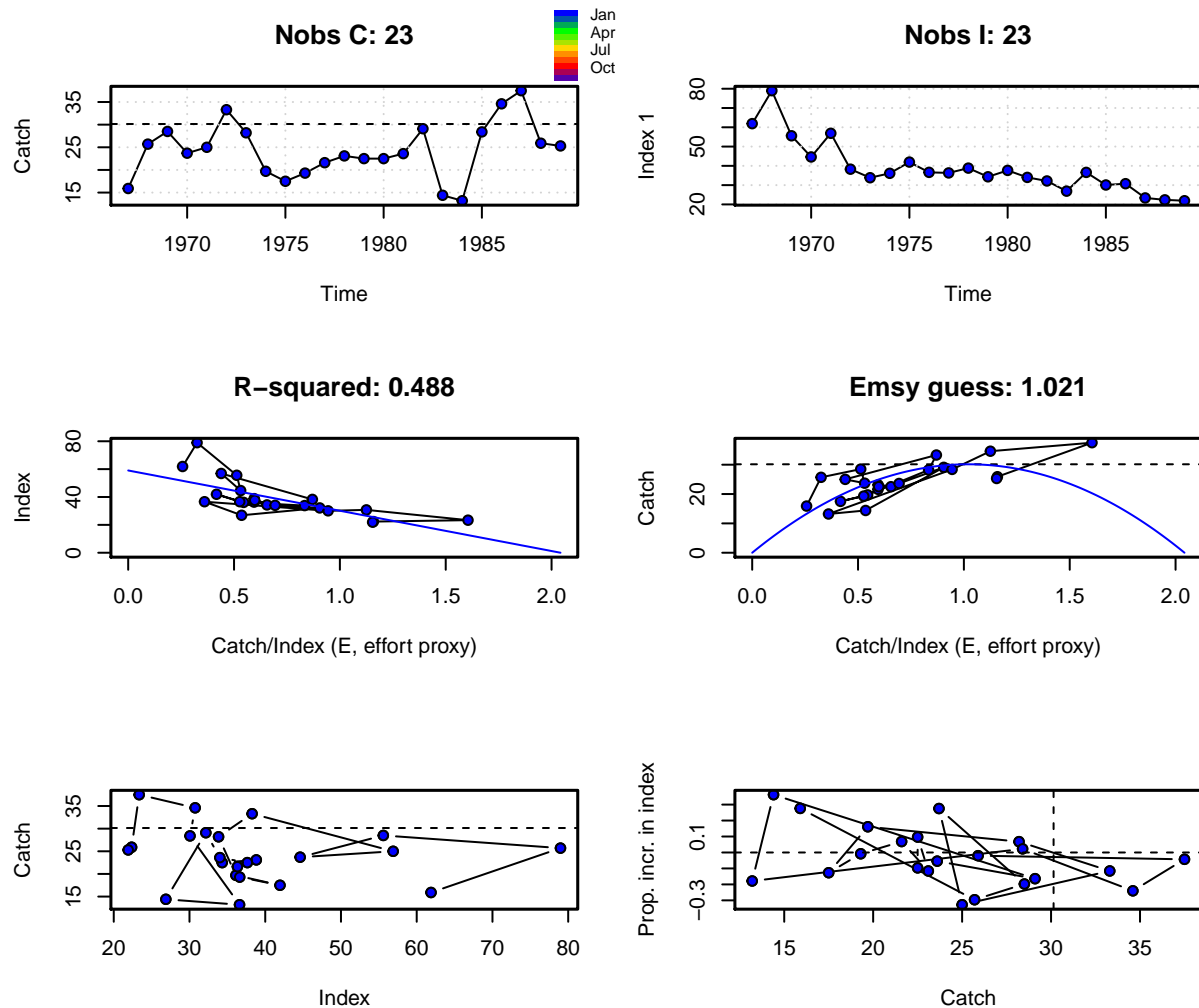 Nobs C: 23
Jan
Apr
Jul
Oct
Catch
35
25
15
1970 1975 1980 1985
Time
Nobs I: 23
Index 1
80
50
20
1970 1975 1980 1985
Time
R−squared: 0.488
Index
80
40
0
0.0 0.5 1.0 1.5 2.0
Catch/Index (E, effort proxy)
Emsy guess: 1.021
Catch
20
0
0.0 0.5 1.0 1.5 2.0
Catch/Index (E, effort proxy)
Catch
35
25
15
20 30 40 50 60 70 80
Index
Prop. incr. in index
0.1
−0.3
15 20 25 30 35
Catch